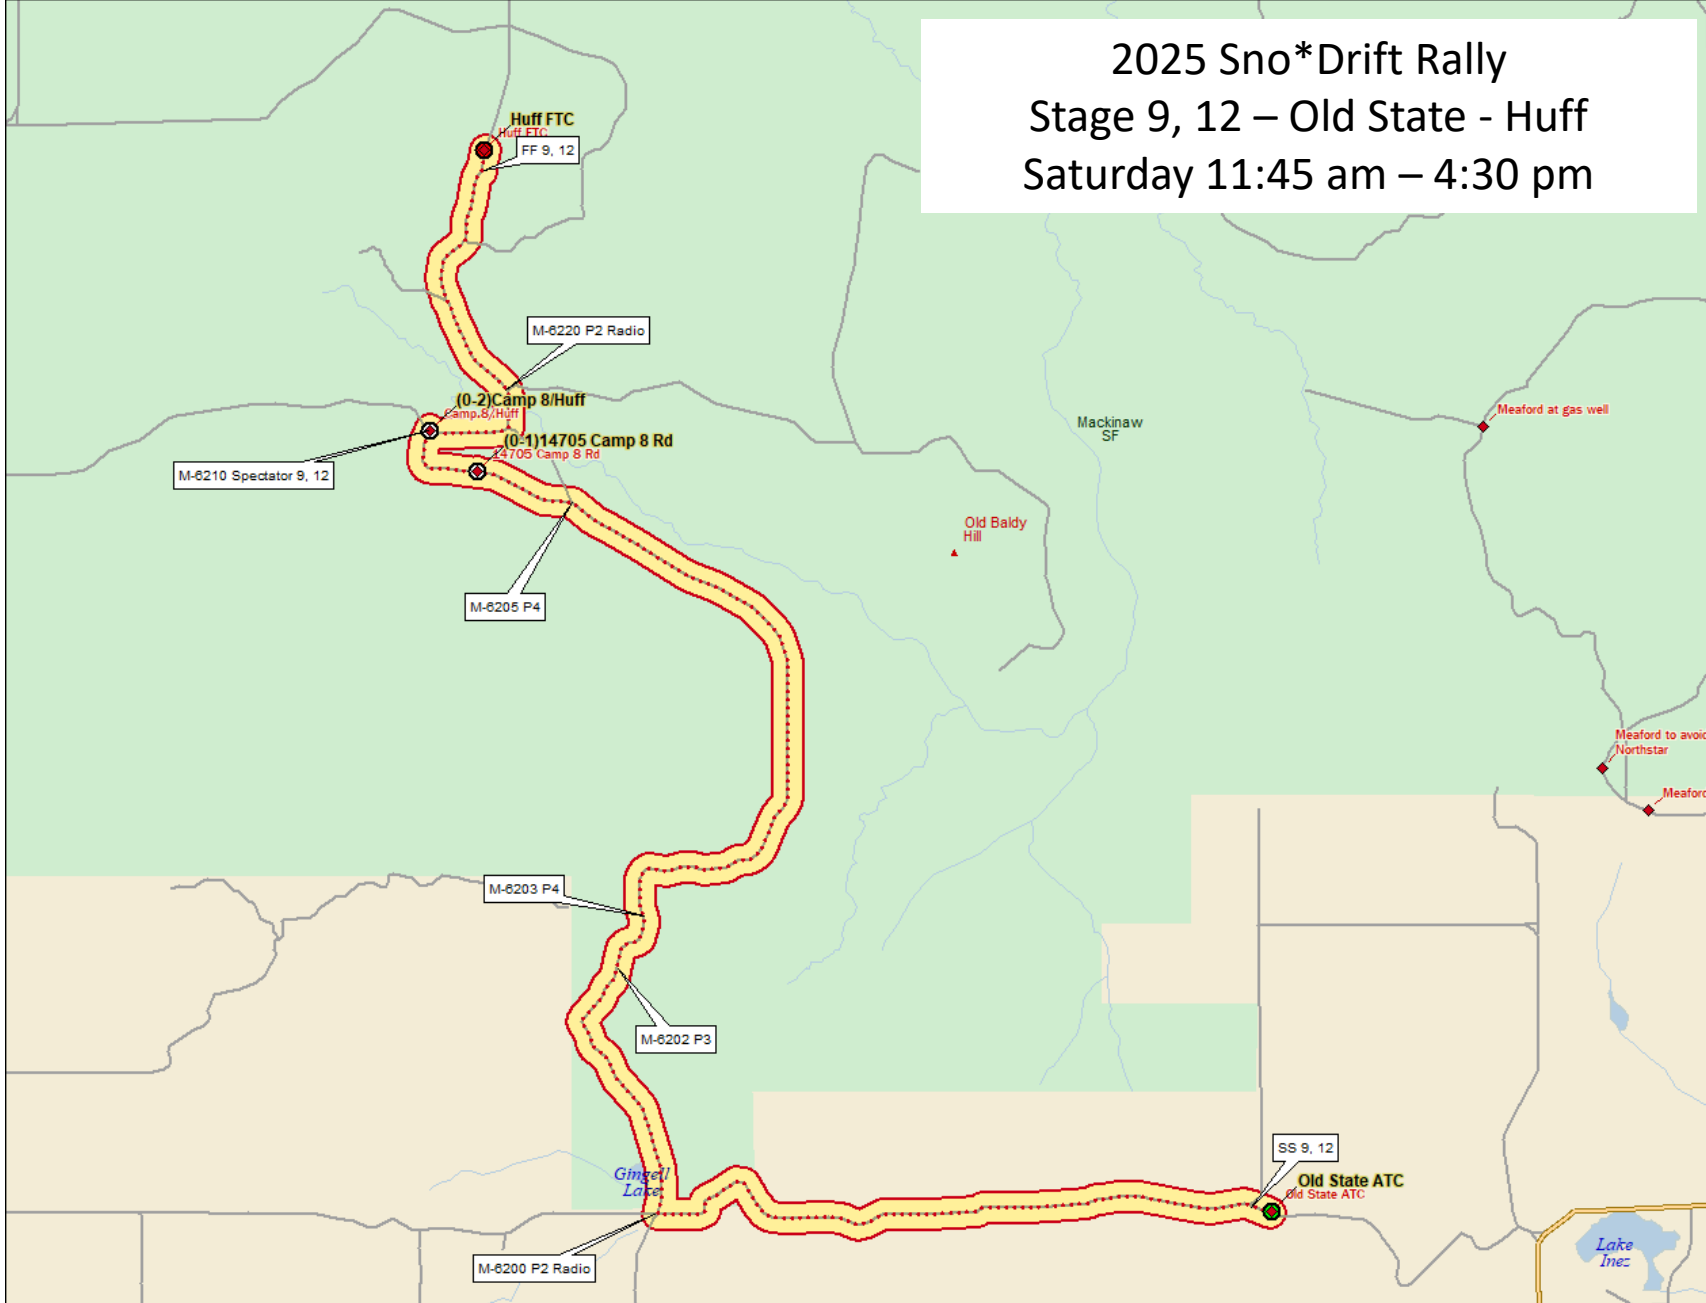 2025 Sno*Drift Rally
Stage 9, 12 – Old State - Huff
Saturday 11:45 am – 4:30 pm
Huff FTC
Huff FTC
FF 9, 12
M-6220 P2 Radio
(0-2)Camp 8/Huff
Camp 8/Huff
(0-1)14705 Camp 8 Rd
14705 Camp 8 Rd
M-6210 Spectator 9, 12
Mackinaw
SF
Meaford at gas well
Old Baldy
Hill
M-6205 P4
Meaford to avoid
Northstar
Meaford
M-6203 P4
M-6202 P3
SS 9, 12
Gingell
Lake
Old State ATC
Old State ATC
M-6200 P2 Radio
Lake
Inez